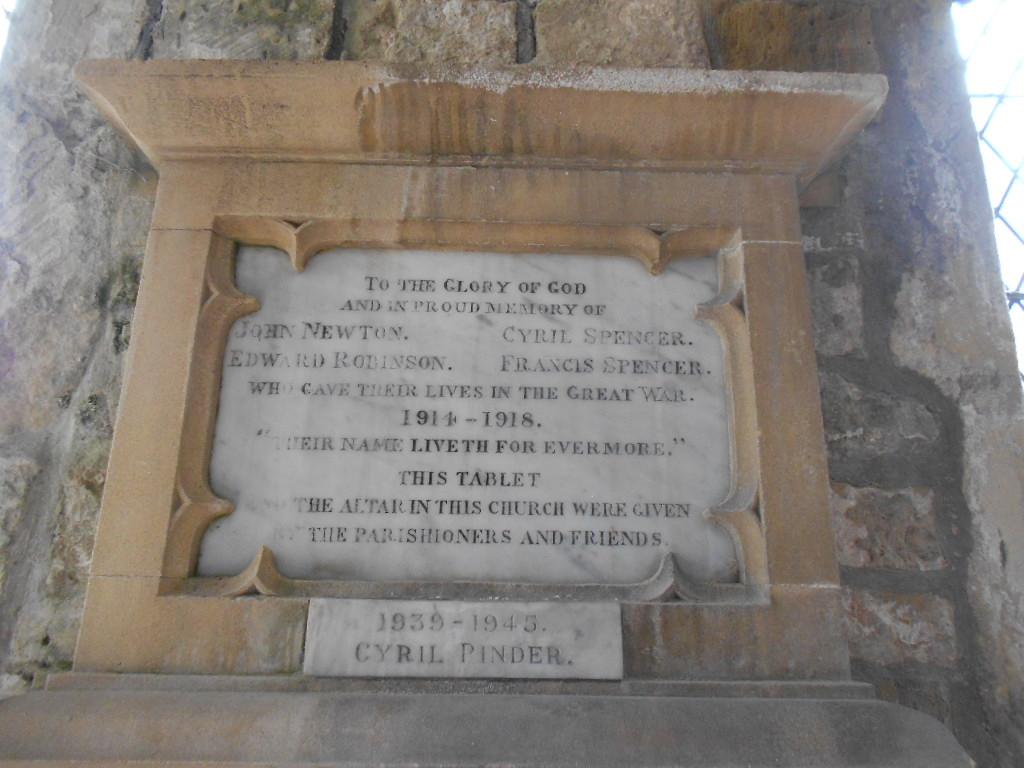 TO THE GLORY OF GOD
AND IN PROUD MEMORY OF
JOHN NEWTON. CYRIL SPENCER.
EDWARD ROBINSON. FRANCIS SPENCER.
WHO GAVE THEIR LIVES IN THE GREAT WAR.
1914-1918.
"THEIR NAME LIVETH FOR EVERMORE."
THIS TABLET
AND THE ALTAR IN THIS CHURCH WERE GIVEN
BY THE PARISHIONERS AND FRIENDS.
1939-1945.
CYRIL PINDER.